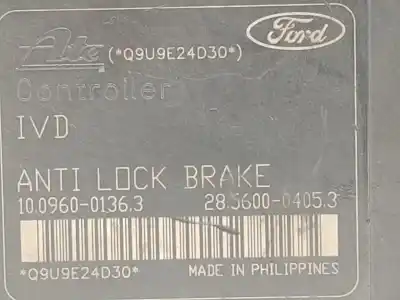 Ate (*Q9U9E24D30*) Ford
Controller
IVD
ANTI LOCK BRAKE
10.0960-0136.3 28.5600-0405.3
*Q9U9E24D30* MADE IN PHILIPPINES